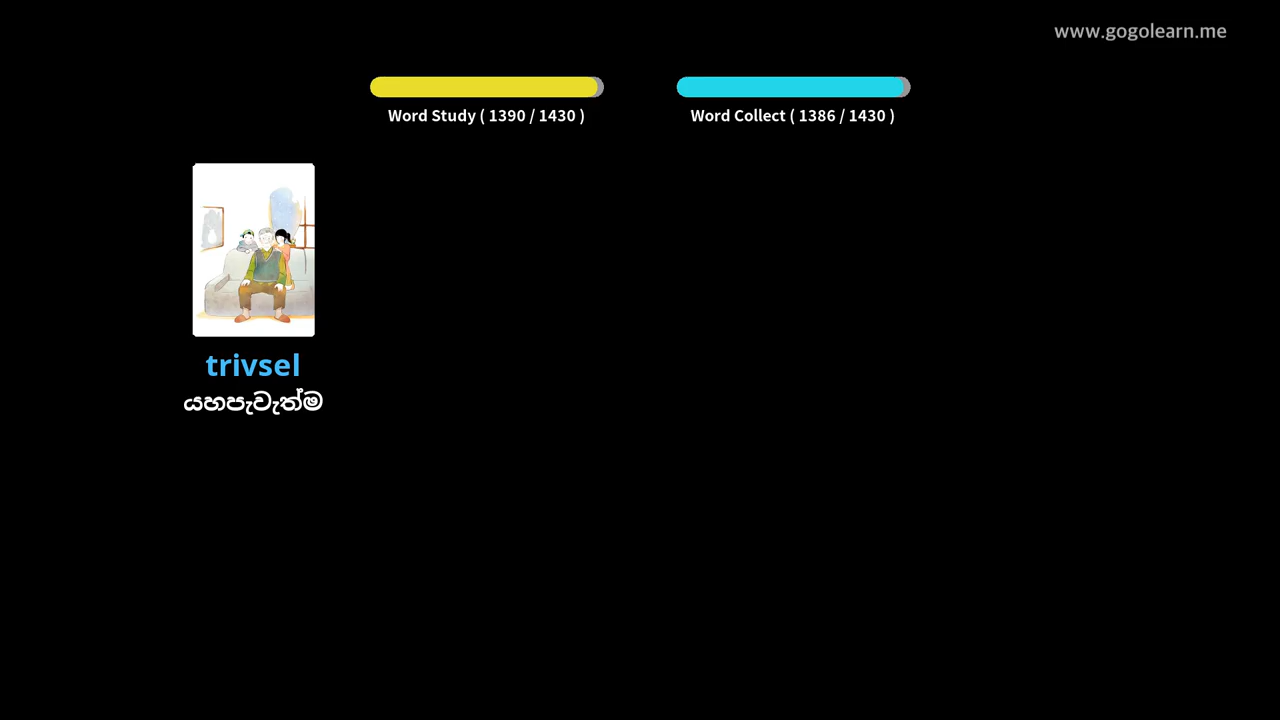 www.gogolearn.me
Word Study ( 1390 / 1430 )
Word Collect ( 1386 / 1430 )
trivsel
යහපැවැත්ම